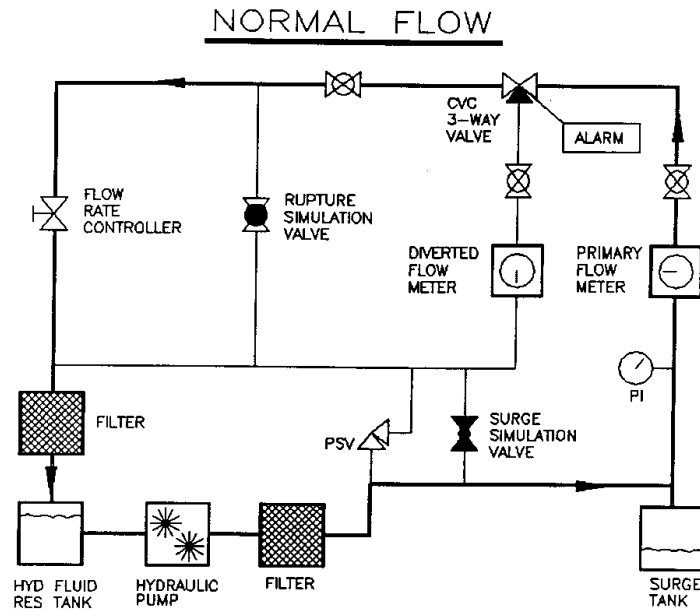 NORMAL FLOW
CVC
3-WAY
VALVE
ALARM
FLOW
RATE
CONTROLLER
RUPTURE
SIMULATION
VALVE
DIVERTED
FLOW
METER
PRIMARY
FLOW
METER
PI
FILTER
PSV
SURGE
SIMULATION
VALVE
HYD FLUID
RES TANK
HYDRAULIC
PUMP
FILTER
SURGE
TANK